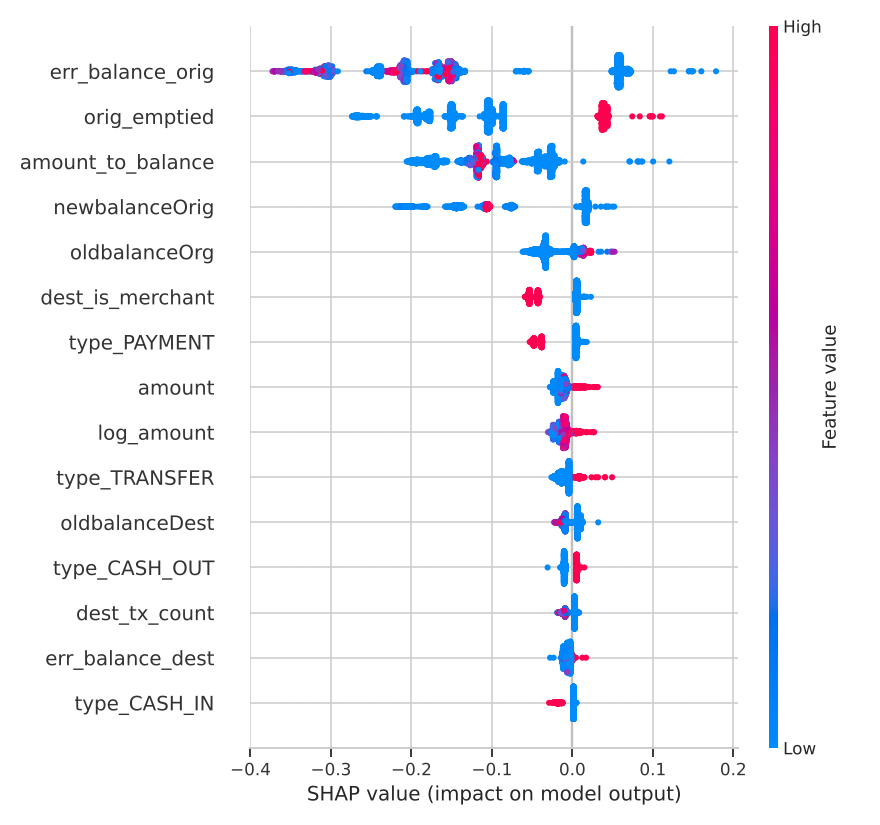 High
err_balance_orig
orig_emptied
amount_to_balance
newbalanceOrig
oldbalanceOrg
dest_is_merchant
type_PAYMENT
amount
log_amount
type_TRANSFER
oldbalanceDest
type_CASH_OUT
dest_tx_count
err_balance_dest
type_CASH_IN
Feature value
Low
−0.4 −0.3 −0.2 −0.1 0.0 0.1 0.2
SHAP value (impact on model output)